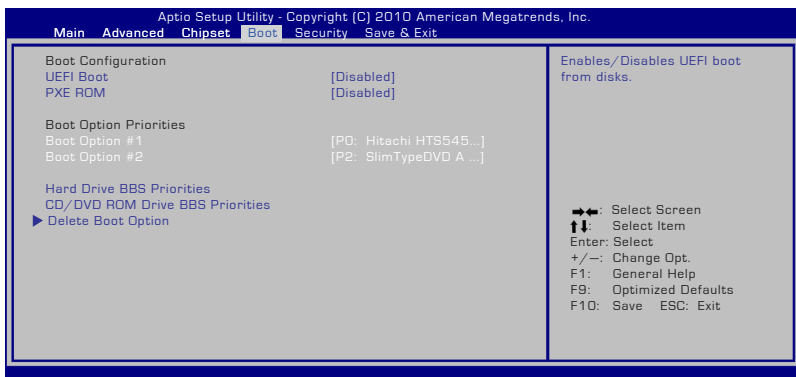 Aptio Setup Utility - Copyright (C) 2010 American Megatrends, Inc.
Main Advanced Chipset Boot Security Save & Exit
Boot Configuration
UEFI Boot [Disabled]
PXE ROM [Disabled]
Boot Option Priorities
Boot Option #1 [P0: Hitachi HTS545...]
Boot Option #2 [P2: SlimTypeDVD A ...]
Hard Drive BBS Priorities
CD/DVD ROM Drive BBS Priorities
Delete Boot Option
Enables/Disables UEFI boot
from disks.
: Select Screen
: Select Item
Enter: Select
+/—: Change Opt.
F1: General Help
F9: Optimized Defaults
F10: Save ESC: Exit